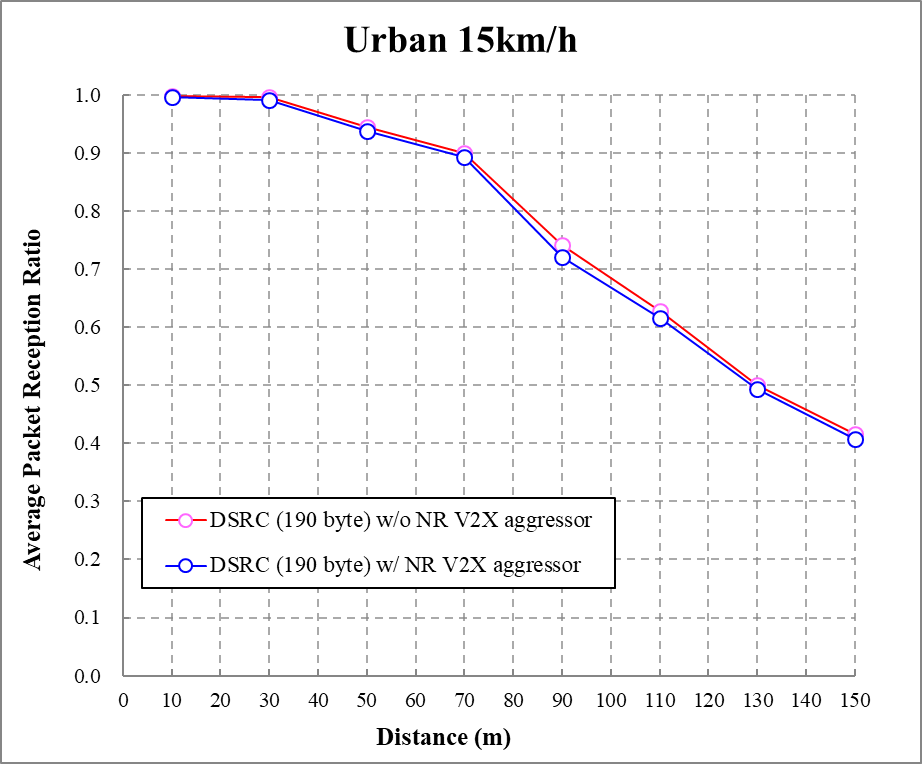 Urban 15km/h
Average Packet Reception Ratio
1.0
0.9
0.8
0.7
0.6
0.5
0.4
0.3
0.2
0.1
0.0
DSRC (190 byte) w/o NR V2X aggressor
DSRC (190 byte) w/ NR V2X aggressor
0 10 20 30 40 50 60 70 80 90 100 110 120 130 140 150
Distance (m)